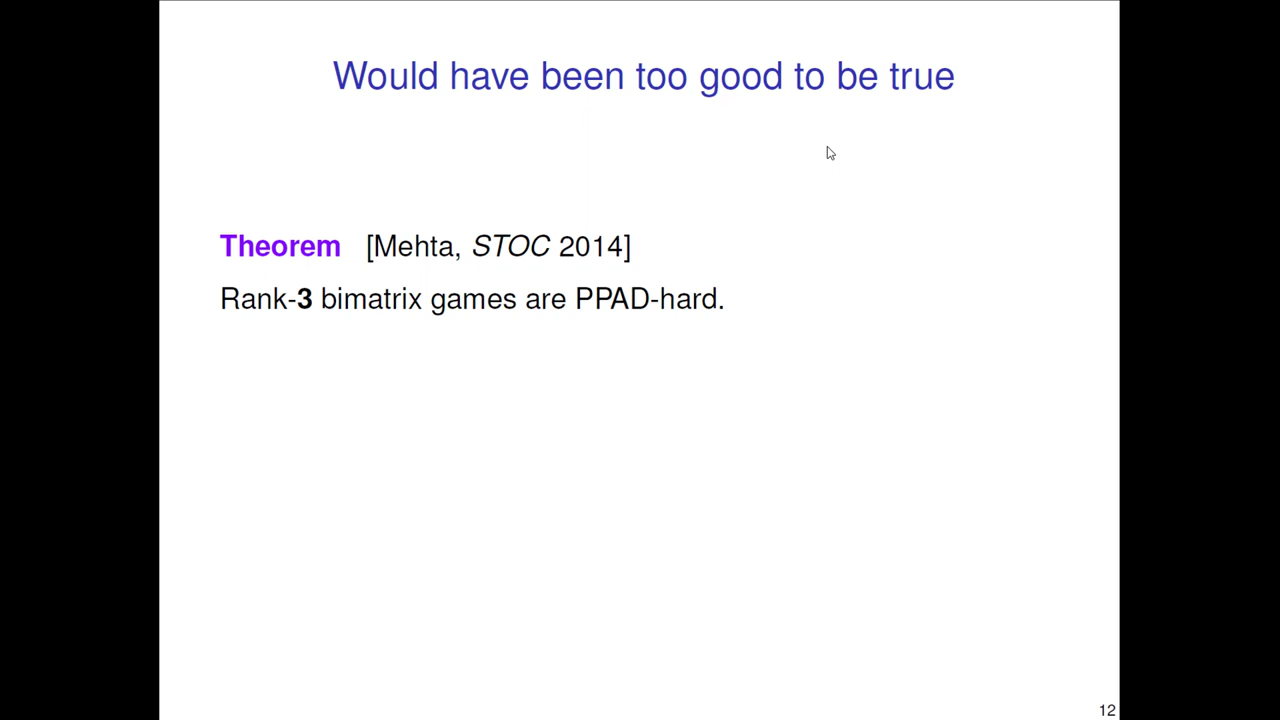 Would have been too good to be true
Theorem [Mehta, STOC 2014]
Rank-3 bimatrix games are PPAD-hard.
12